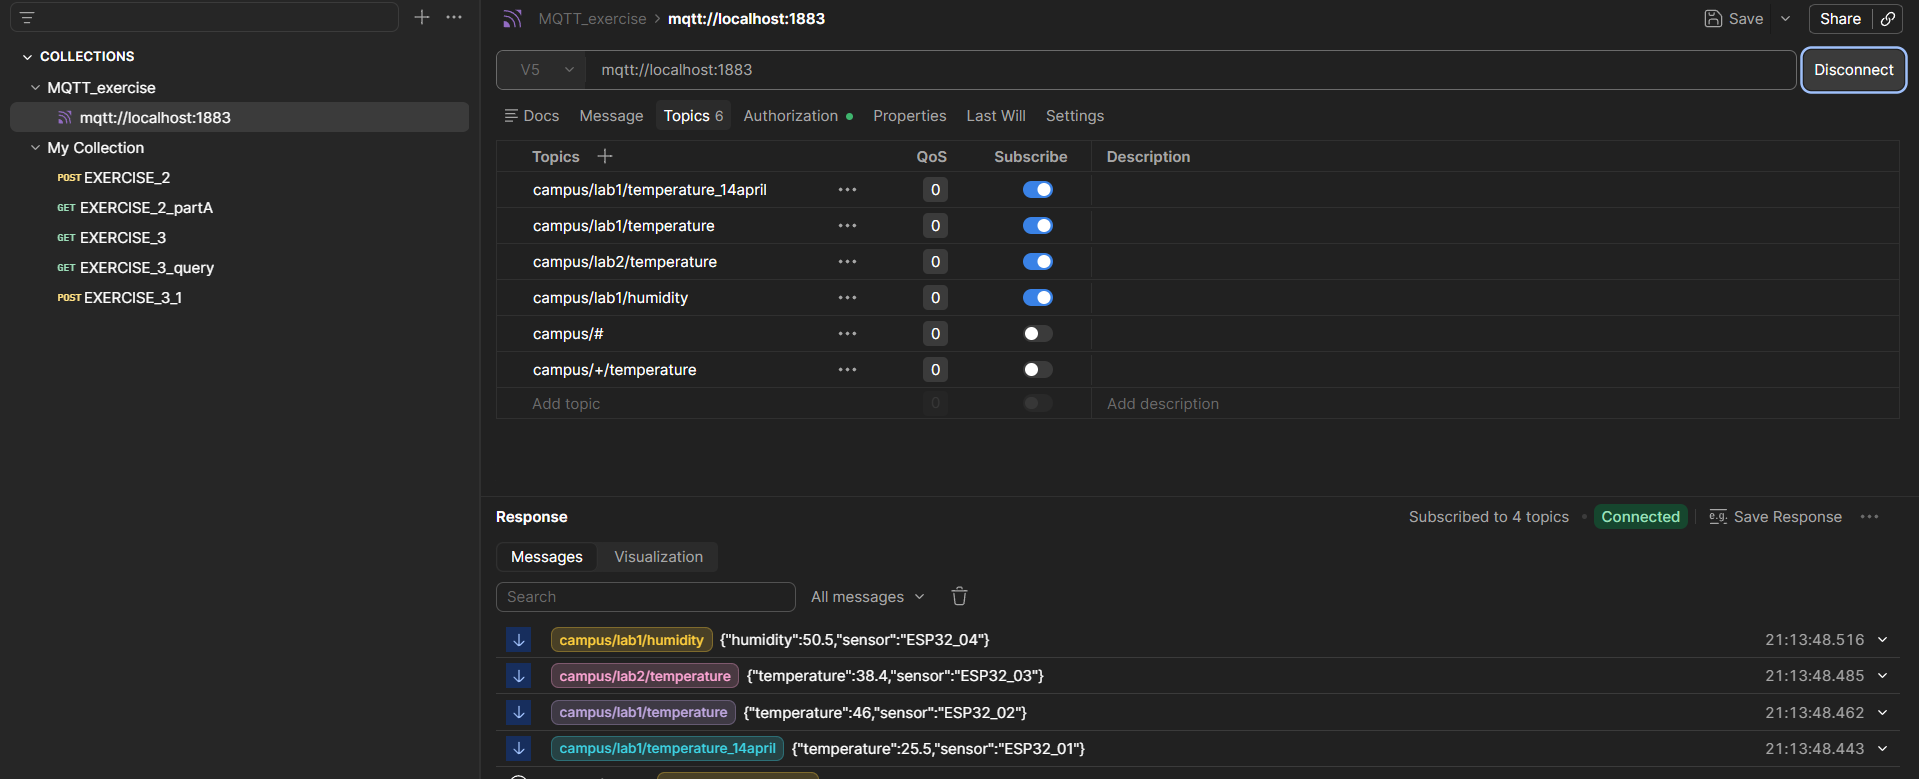 COLLECTIONS
MQTT_exercise
mqtt://localhost:1883
My Collection
POST EXERCISE_2
GET EXERCISE_2_partA
GET EXERCISE_3
GET EXERCISE_3_query
POST EXERCISE_3_1
MQTT_exercise > mqtt://localhost:1883
Save
Share
V5 mqtt://localhost:1883
Disconnect
Docs Message Topics 6 Authorization Properties Last Will Settings
Topics QoS Subscribe Description
campus/lab1/temperature_14april 0
campus/lab1/temperature 0
campus/lab2/temperature 0
campus/lab1/humidity 0
campus/# 0
campus/+/temperature 0
Add topic 0 Add description
Response Subscribed to 4 topics Connected e.g. Save Response
Messages Visualization
Search All messages
campus/lab1/humidity {"humidity":50.5,"sensor":"ESP32_04"} 21:13:48.516
campus/lab2/temperature {"temperature":38.4,"sensor":"ESP32_03"} 21:13:48.485
campus/lab1/temperature {"temperature":46,"sensor":"ESP32_02"} 21:13:48.462
campus/lab1/temperature_14april {"temperature":25.5,"sensor":"ESP32_01"} 21:13:48.443